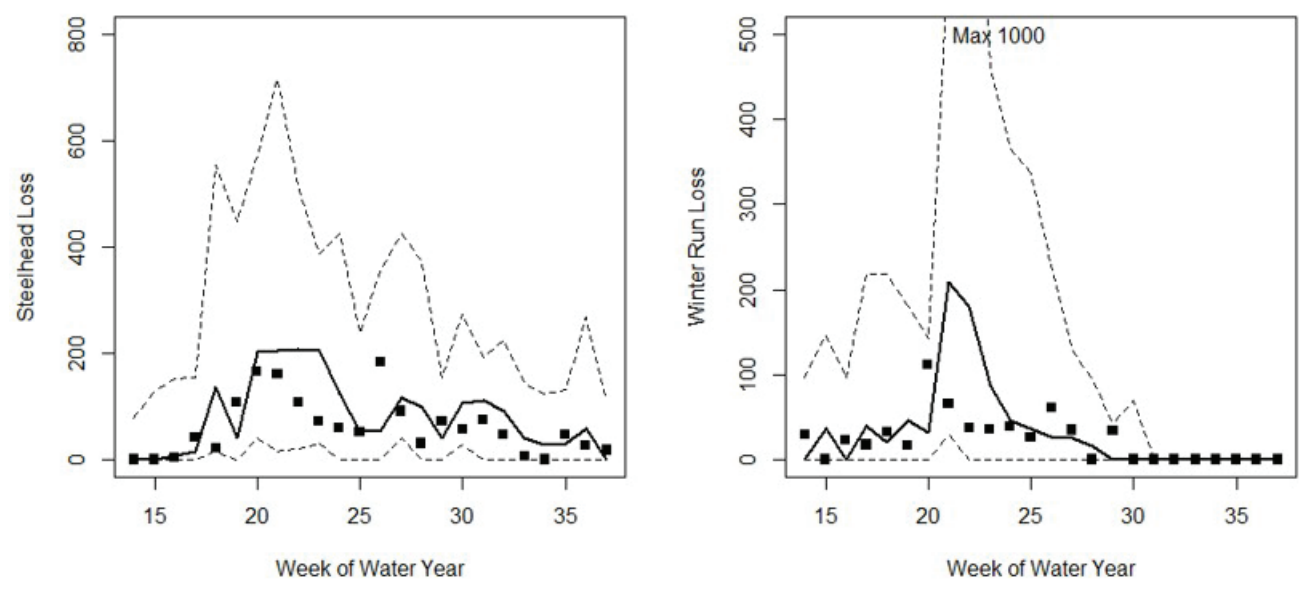 Steelhead Loss
800
600
400
200
0
15 20 25 30 35
Week of Water Year
Winter Run Loss
500
400
300
200
100
0
Max 1000
15 20 25 30 35
Week of Water Year